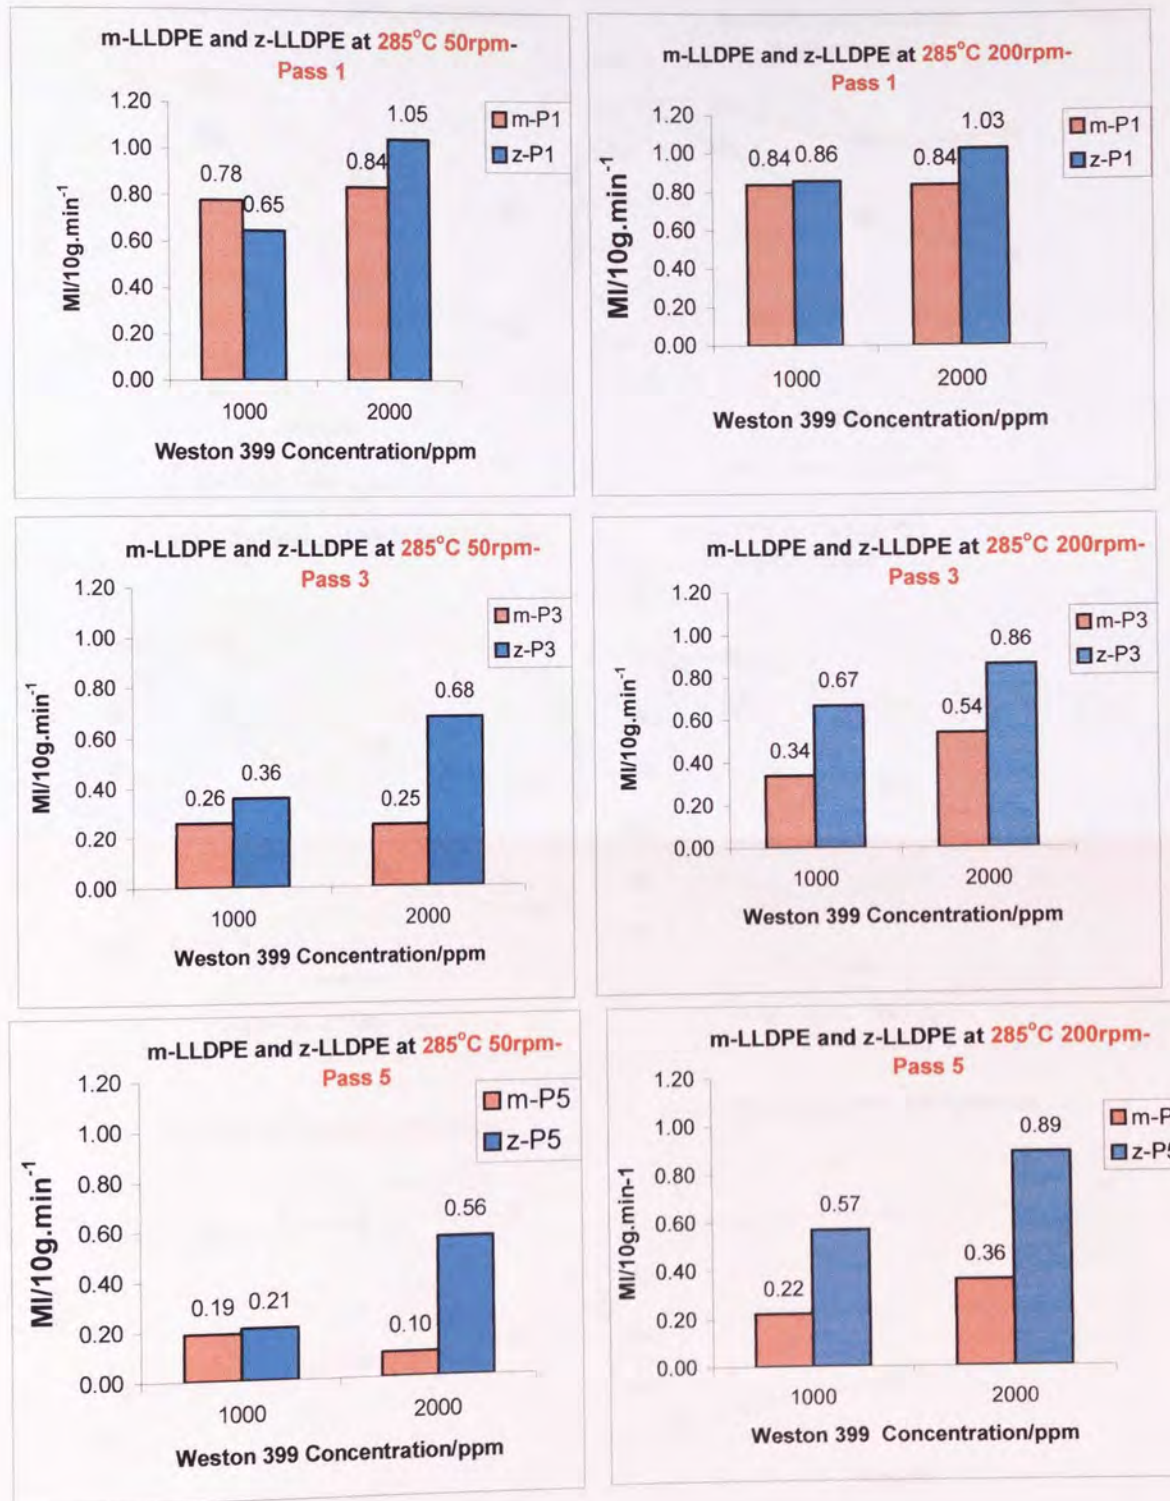 m-LLDPE and z-LLDPE at 285°C 50rpm-
Pass 1
1.20
1.00
0.80
0.60
0.40
0.20
0.00
MI/10g.min⁻¹
0.78
0.65
0.84
1.05
m-P1
z-P1
1000
2000
Weston 399 Concentration/ppm
m-LLDPE and z-LLDPE at 285°C 200rpm-
Pass 1
1.20
1.00
0.80
0.60
0.40
0.20
0.00
MI/10g.min⁻¹
0.84
0.86
0.84
1.03
m-P1
z-P1
1000
2000
Weston 399 Concentration/ppm
m-LLDPE and z-LLDPE at 285°C 50rpm-
Pass 3
1.20
1.00
0.80
0.60
0.40
0.20
0.00
MI/10g.min⁻¹
0.26
0.36
0.25
0.68
m-P3
z-P3
1000
2000
Weston 399 Concentration/ppm
m-LLDPE and z-LLDPE at 285°C 200rpm-
Pass 3
1.20
1.00
0.80
0.60
0.40
0.20
0.00
MI/10g.min⁻¹
0.34
0.67
0.54
0.86
m-P3
z-P3
1000
2000
Weston 399 Concentration/ppm
m-LLDPE and z-LLDPE at 285°C 50rpm-
Pass 5
1.20
1.00
0.80
0.60
0.40
0.20
0.00
MI/10g.min⁻¹
0.19
0.21
0.10
0.56
m-P5
z-P5
1000
2000
Weston 399 Concentration/ppm
m-LLDPE and z-LLDPE at 285°C 200rpm-
Pass 5
1.20
1.00
0.80
0.60
0.40
0.20
0.00
MI/10g.min-1
0.22
0.57
0.36
0.89
m-P
z-P5
1000
2000
Weston 399 Concentration/ppm